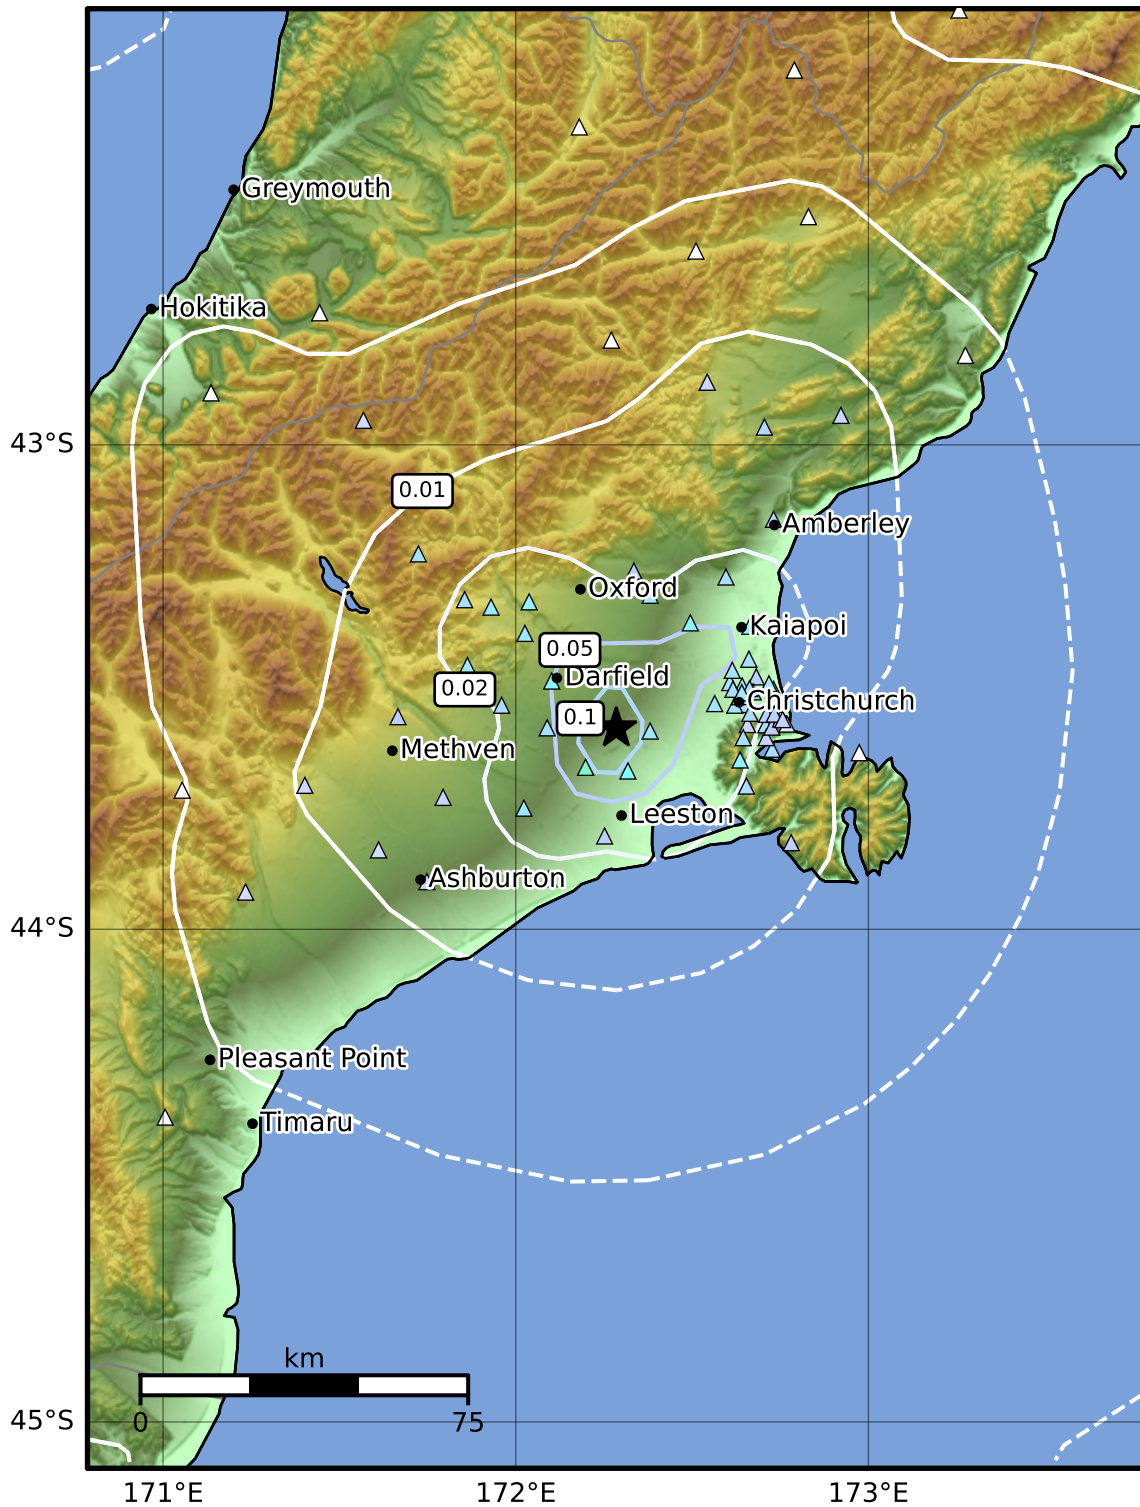 Greymouth
Hokitika
43°S
0.01
Amberley
Oxford
Kaiapoi
0.05
Darfield
0.02
Christchurch
0.1
Methven
Leeston
Ashburton
44°S
Pleasant Point
Timaru
km
0 75
45°S
171°E 172°E 173°E